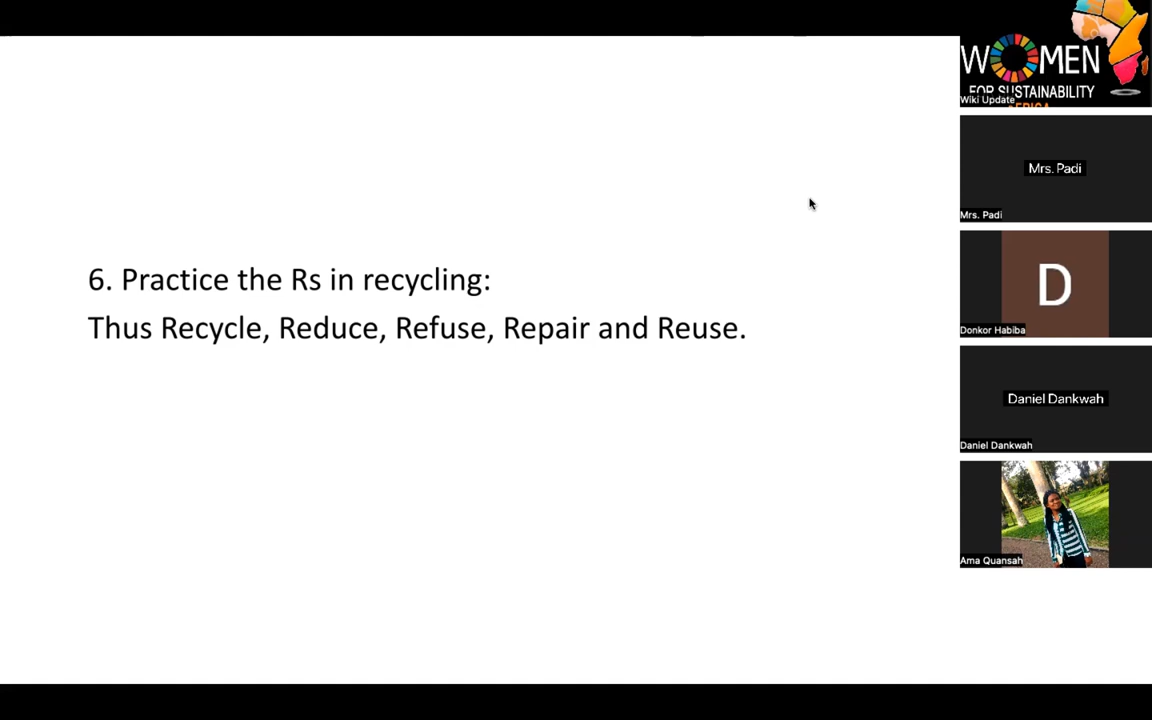 6. Practice the Rs in recycling:
Thus Recycle, Reduce, Refuse, Repair and Reuse.
WOMEN
FOR SUSTAINABILITY
AFRICA
Wiki Update
Mrs. Padi
Mrs. Padi
D
Donkor Habiba
Daniel Dankwah
Daniel Dankwah
Ama Quansah